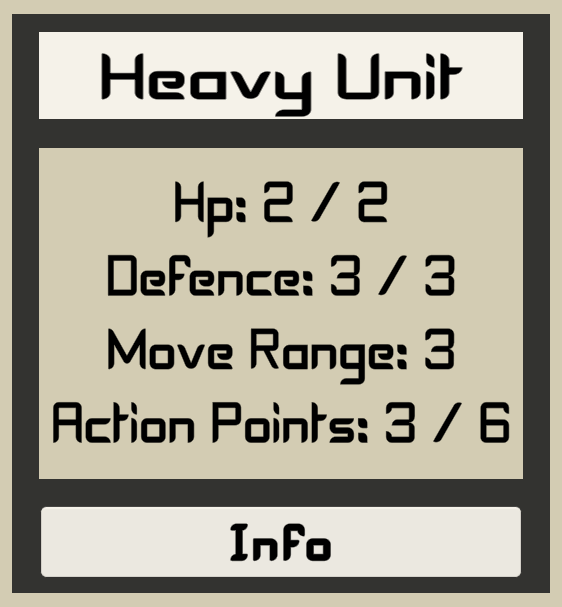 Heavy Unit
Hp: 2 / 2
Defence: 3 / 3
Move Range: 3
Action Points: 3 / 6
Info